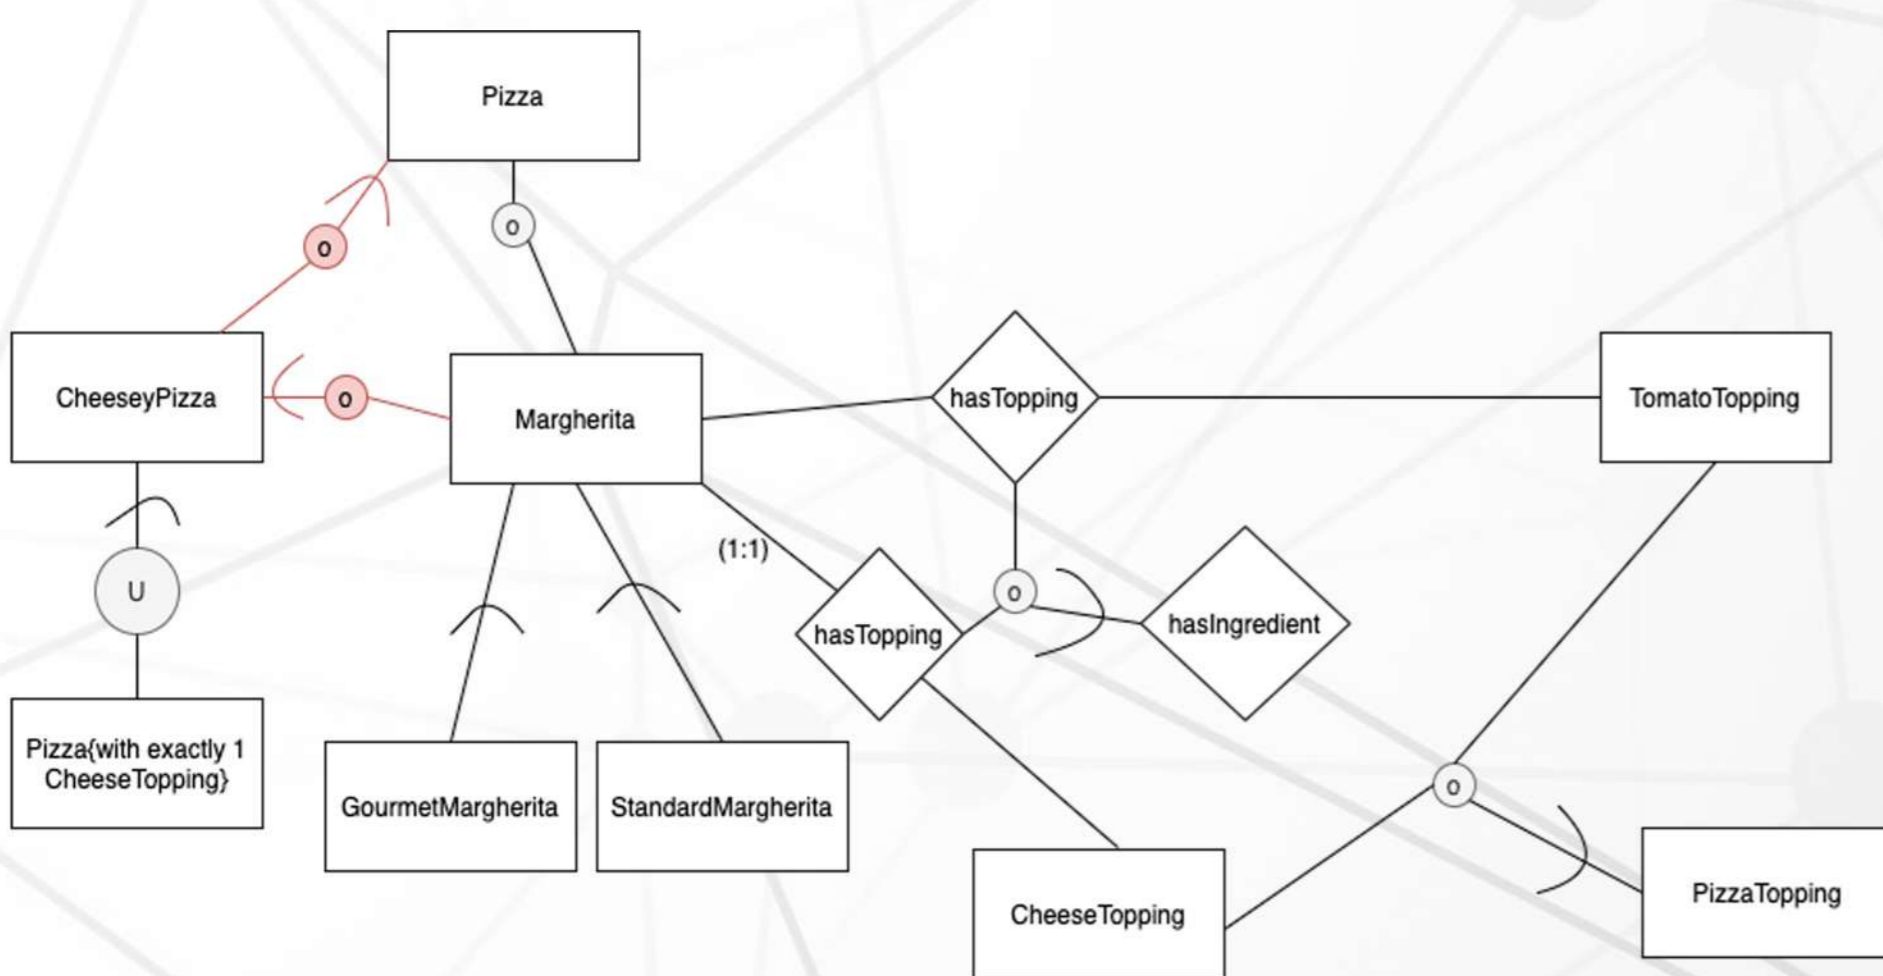 Pizza
o
o
CheeseyPizza
o
Margherita
hasTopping
TomatoTopping
(1:1)
U
o
hasTopping
hasIngredient
Pizza{with exactly 1
CheeseTopping}
GourmetMargherita
StandardMargherita
o
CheeseTopping
PizzaTopping